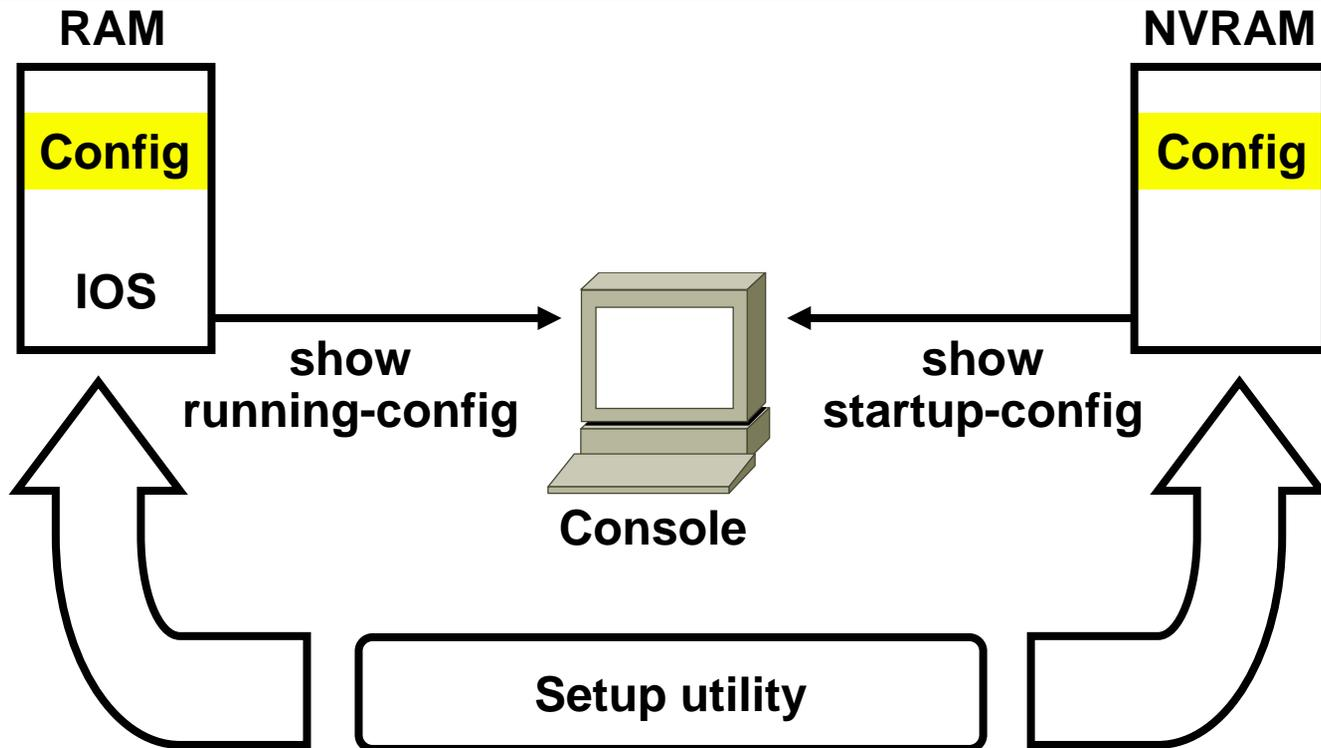 RAM
NVRAM
Config
Config
IOS
show
running-config
show
startup-config
Console
Setup utility